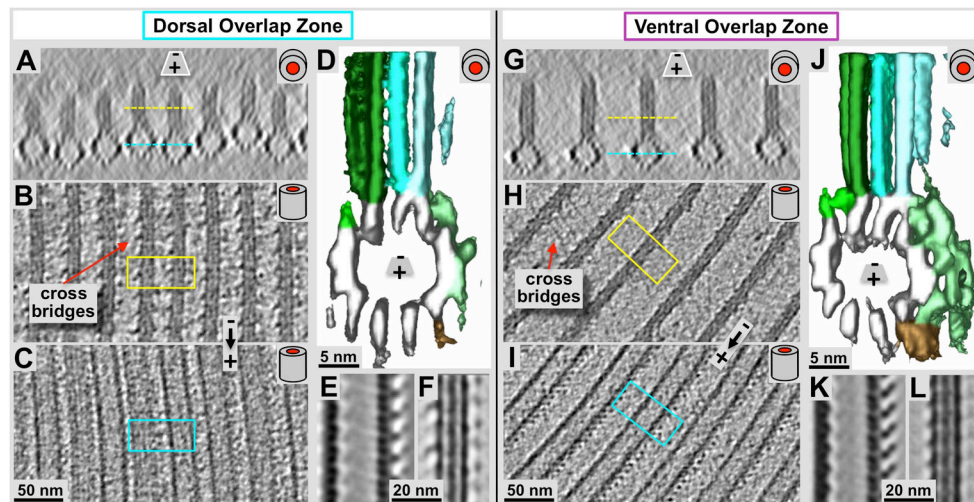 Dorsal Overlap Zone
A
-
+
D
B
cross
bridges
-
+
-
+
C
5 nm
E
F
50 nm
20 nm
Ventral Overlap Zone
G
-
+
J
H
cross
bridges
-
+
-
+
I
5 nm
K
L
50 nm
20 nm